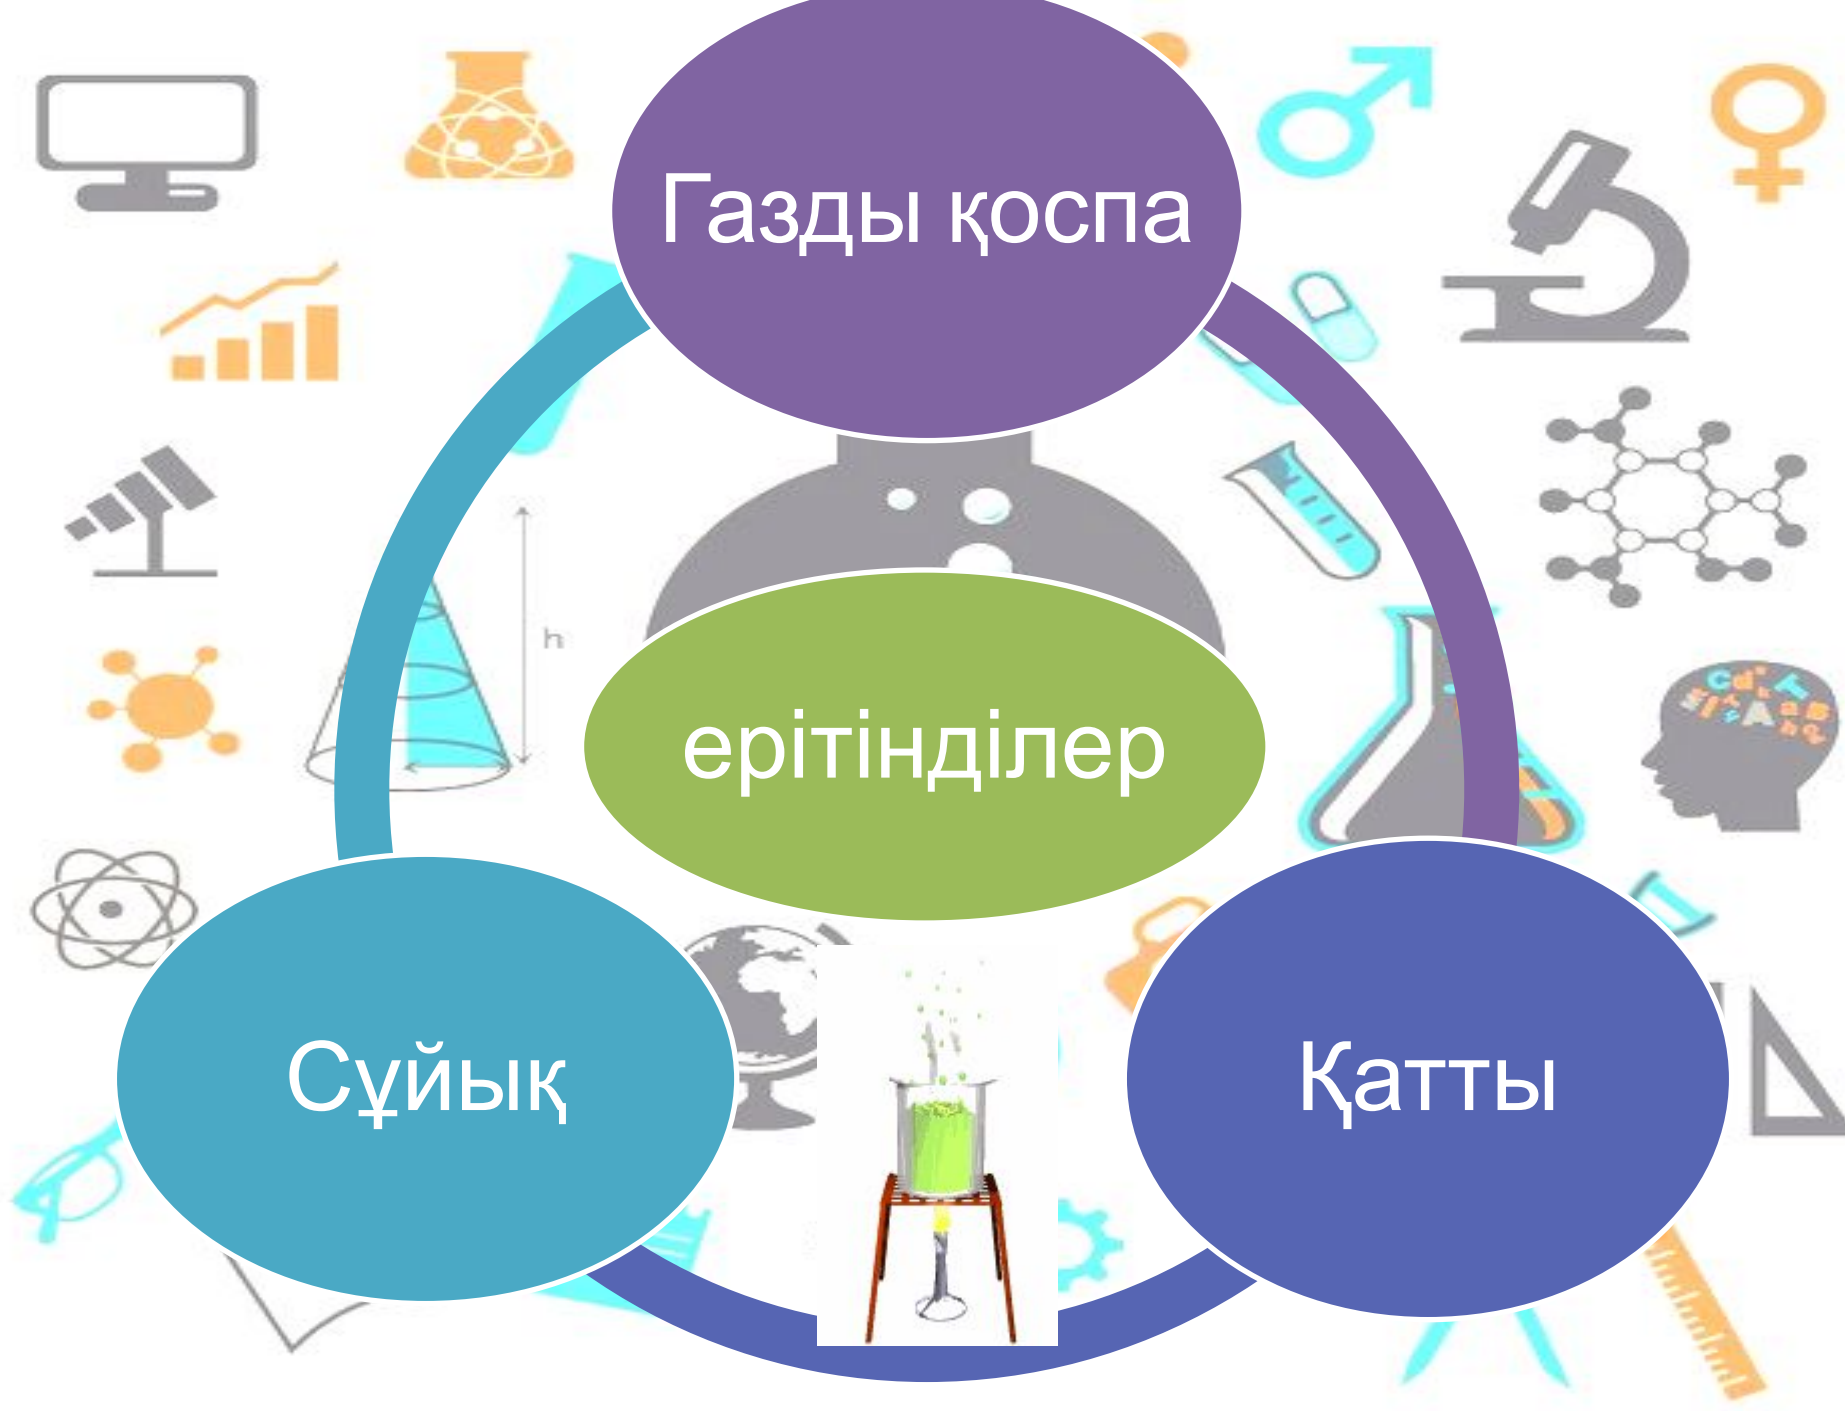 Газды қоспа
h
ерітінділер
Сұйық
Қатты